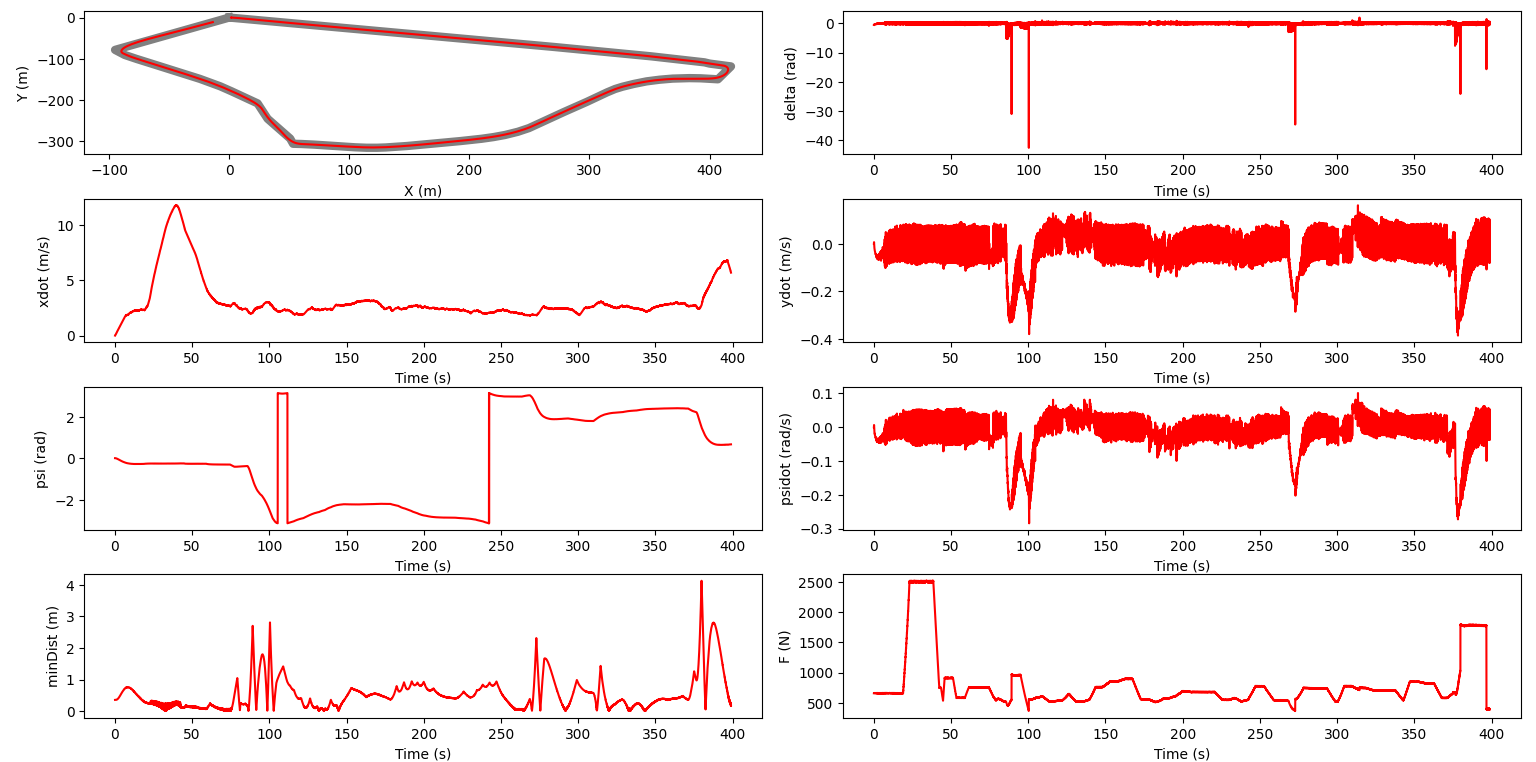 0
−100
−200
−300
Y (m)
−100 0 100 200 300 400
X (m)
0
−10
−20
−30
−40
delta (rad)
0 50 100 150 200 250 300 350 400
Time (s)
10
5
0
xdot (m/s)
0 50 100 150 200 250 300 350 400
Time (s)
0.0
−0.2
−0.4
ydot (m/s)
0 50 100 150 200 250 300 350 400
Time (s)
2
0
−2
psi (rad)
0 50 100 150 200 250 300 350 400
Time (s)
0.1
0.0
−0.1
−0.2
−0.3
psidot (rad/s)
0 50 100 150 200 250 300 350 400
Time (s)
4
3
2
1
0
minDist (m)
0 50 100 150 200 250 300 350 400
Time (s)
2500
2000
1500
1000
500
F (N)
0 50 100 150 200 250 300 350 400
Time (s)